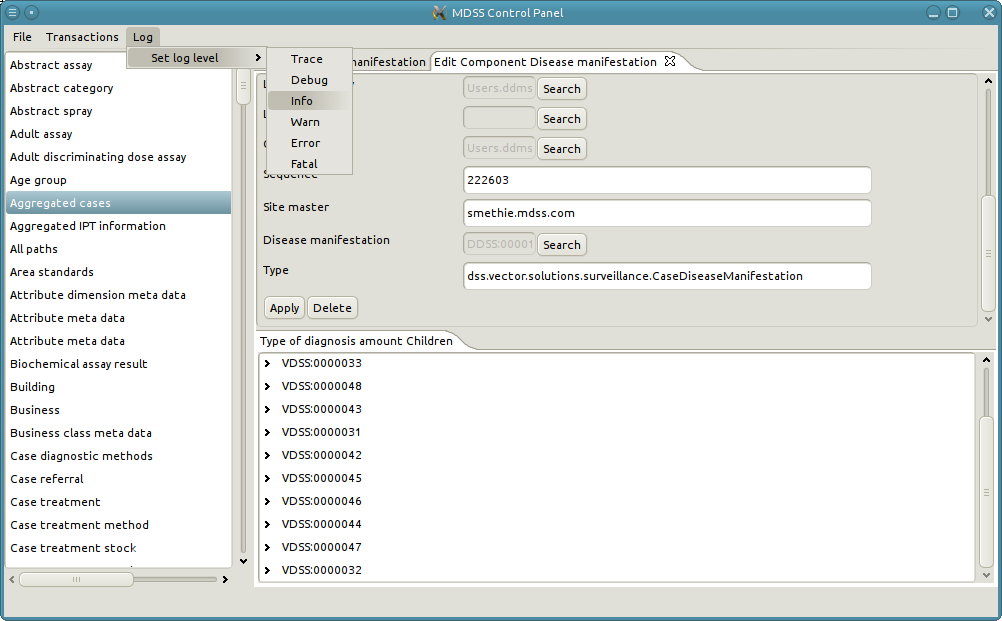 MDSS Control Panel
File Transactions Log
Set log level
Trace
Debug
Info
Warn
Error
Fatal
Abstract assay
Abstract category
Abstract spray
Adult assay
Adult discriminating dose assay
Age group
Aggregated cases
Aggregated IPT information
All paths
Area standards
Attribute dimension meta data
Attribute meta data
Attribute meta data
Biochemical assay result
Building
Business
Business class meta data
Case diagnostic methods
Case referral
Case treatment
Case treatment method
Case treatment stock
manifestation Edit Component Disease manifestation
Users.ddms Search
Search
Users.ddms Search
Sequence 222603
Site master smethie.mdss.com
Disease manifestation DDSS:00001 Search
Type dss.vector.solutions.surveillance.CaseDiseaseManifestation
Apply Delete
Type of diagnosis amount Children
VDSS:0000033
VDSS:0000048
VDSS:0000043
VDSS:0000031
VDSS:0000042
VDSS:0000045
VDSS:0000046
VDSS:0000044
VDSS:0000047
VDSS:0000032